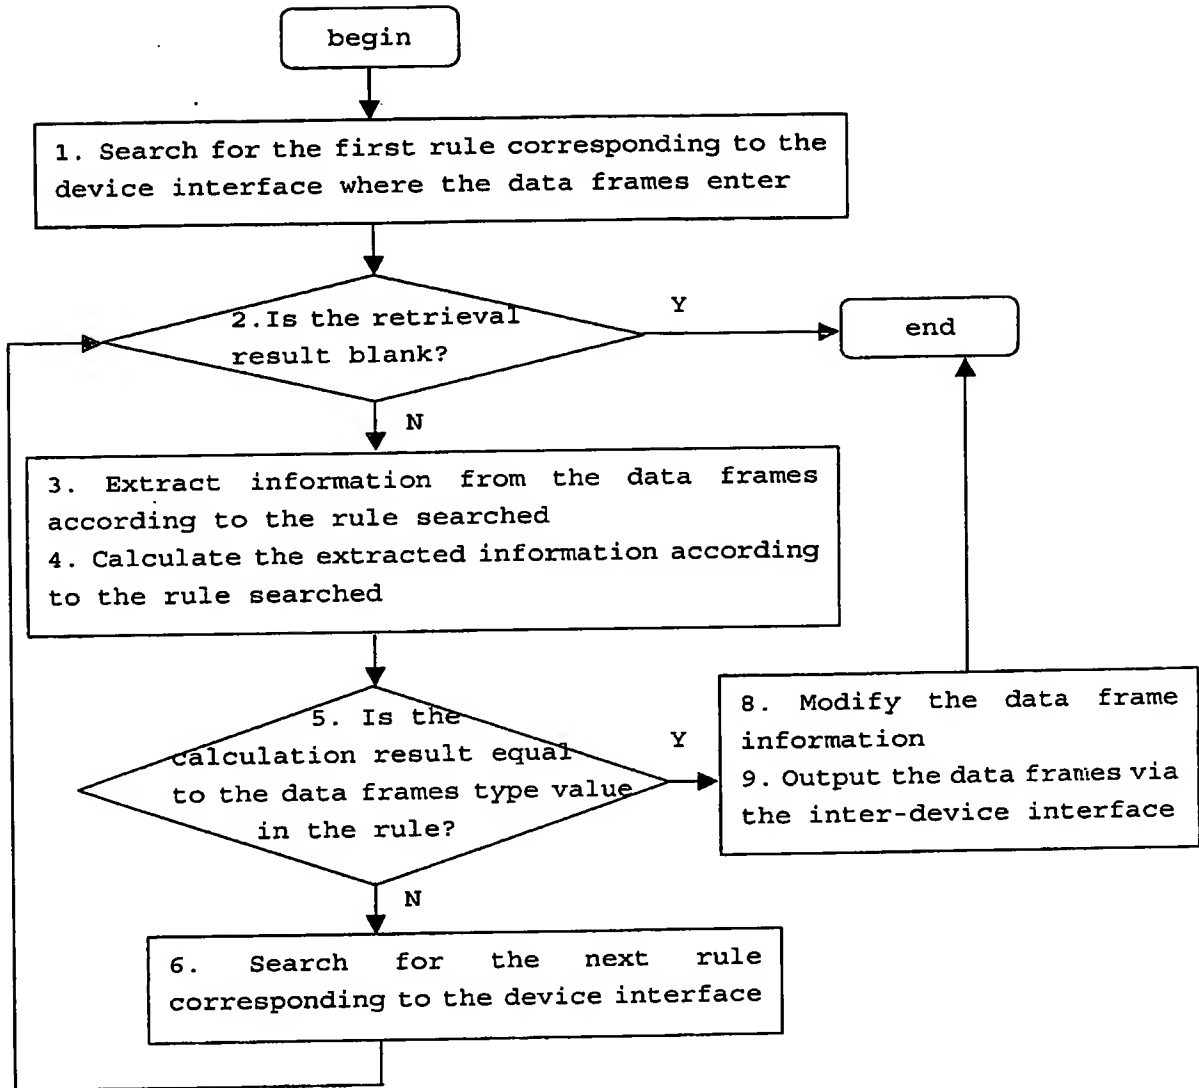 begin
1. Search for the first rule corresponding to the
device interface where the data frames enter
2.Is the retrieval
result blank?
Y
end
N
3. Extract information from the data frames
according to the rule searched
4. Calculate the extracted information according
to the rule searched
5. Is the
calculation result equal
to the data frames type value
in the rule?
Y
8. Modify the data frame
information
9. Output the data frames via
the inter-device interface
N
6. Search for the next rule
corresponding to the device interface